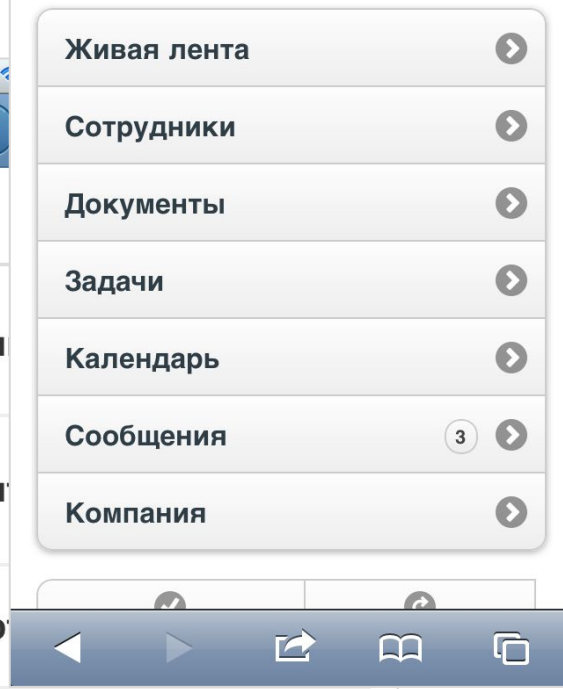 Живая лента
Сотрудники
Документы
Задачи
Календарь
Сообщения 3
Компания